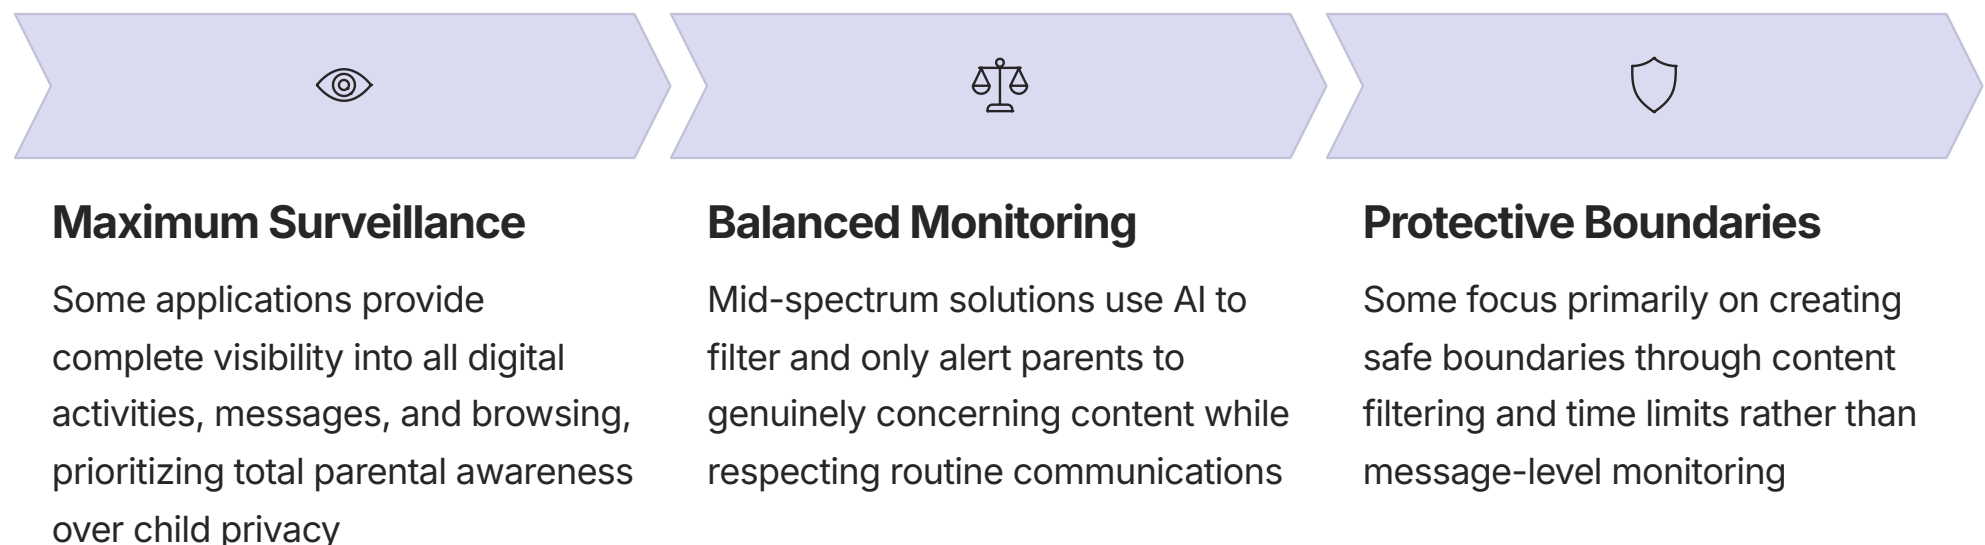 Maximum Surveillance
Some applications provide
complete visibility into all digital
activities, messages, and browsing,
prioritizing total parental awareness
over child privacy
Balanced Monitoring
Mid-spectrum solutions use AI to
filter and only alert parents to
genuinely concerning content while
respecting routine communications
Protective Boundaries
Some focus primarily on creating
safe boundaries through content
filtering and time limits rather than
message-level monitoring